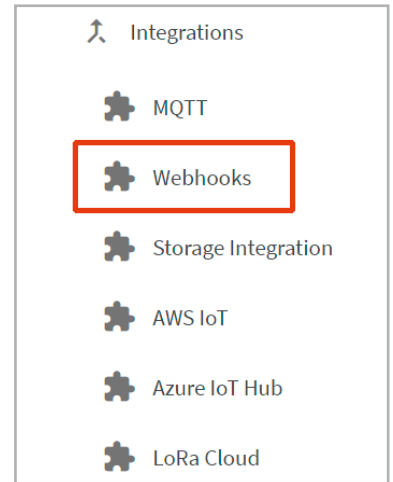 Integrations
MQTT
Webhooks
Storage Integration
AWS IoT
Azure IoT Hub
LoRa Cloud